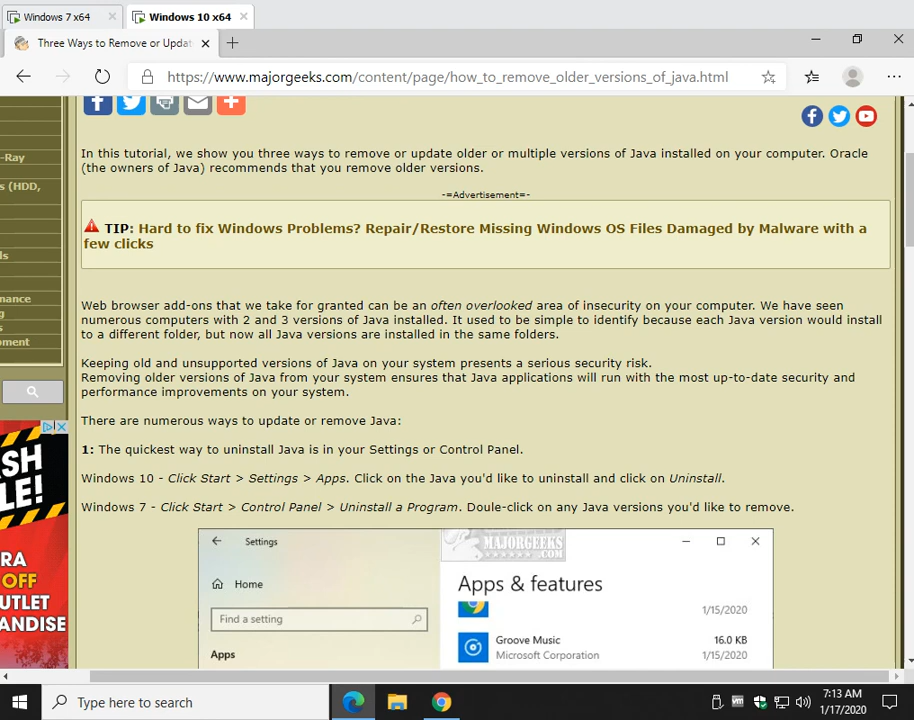 Windows 7 x64
Windows 10 x64
Three Ways to Remove or Updat
https://www.majorgeeks.com/content/page/how_to_remove_older_versions_of_java.html
-Ray
s (HDD,
ls
nance
g
s
oment
In this tutorial, we show you three ways to remove or update older or multiple versions of Java installed on your computer. Oracle
(the owners of Java) recommends that you remove older versions.
-=Advertisement=-
TIP: Hard to fix Windows Problems? Repair/Restore Missing Windows OS Files Damaged by Malware with a
few clicks
Web browser add-ons that we take for granted can be an often overlooked area of insecurity on your computer. We have seen
numerous computers with 2 and 3 versions of Java installed. It used to be simple to identify because each Java version would install
to a different folder, but now all Java versions are installed in the same folders.
Keeping old and unsupported versions of Java on your system presents a serious security risk.
Removing older versions of Java from your system ensures that Java applications will run with the most up-to-date security and
performance improvements on your system.
There are numerous ways to update or remove Java:
1: The quickest way to uninstall Java is in your Settings or Control Panel.
Windows 10 - Click Start > Settings > Apps. Click on the Java you'd like to uninstall and click on Uninstall.
Windows 7 - Click Start > Control Panel > Uninstall a Program. Doule-click on any Java versions you'd like to remove.
ASH
LE!
RA
OFF
UTLET
HANDISE
Settings
MAJORGEEKS
.COM
Home
Apps & features
Find a setting
1/15/2020
Groove Music
16.0 KB
Apps
Microsoft Corporation
1/15/2020
Type here to search
7:13 AM
1/17/2020